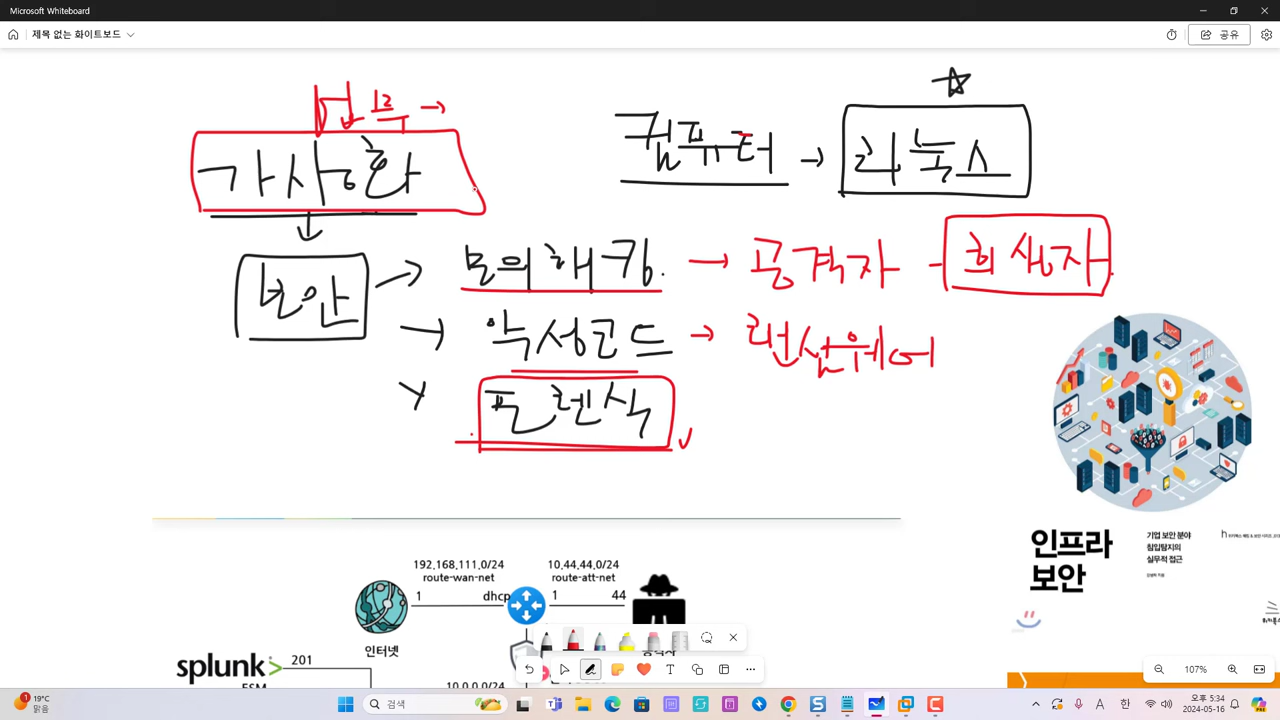 Microsoft Whiteboard
제목 없는 화이트보드
공유
업무 →
가상화
컴퓨터 → 리눅스
보안
모의해킹. → 공격자 - 희생자
악성코드 → 랜섬웨어
포렌식
인프라
보안
기업 보안 분야
침입탐지의
실무적 접근
192.168.111.0/24
route-wan-net
10.44.44.0/24
route-att-net
1
dhcp
1
44
인터넷
splunk>
201
ESM
10.0.0.0/24
107%
1
19°C
맑음
검색
A
한
오후 5:34
2024-05-16